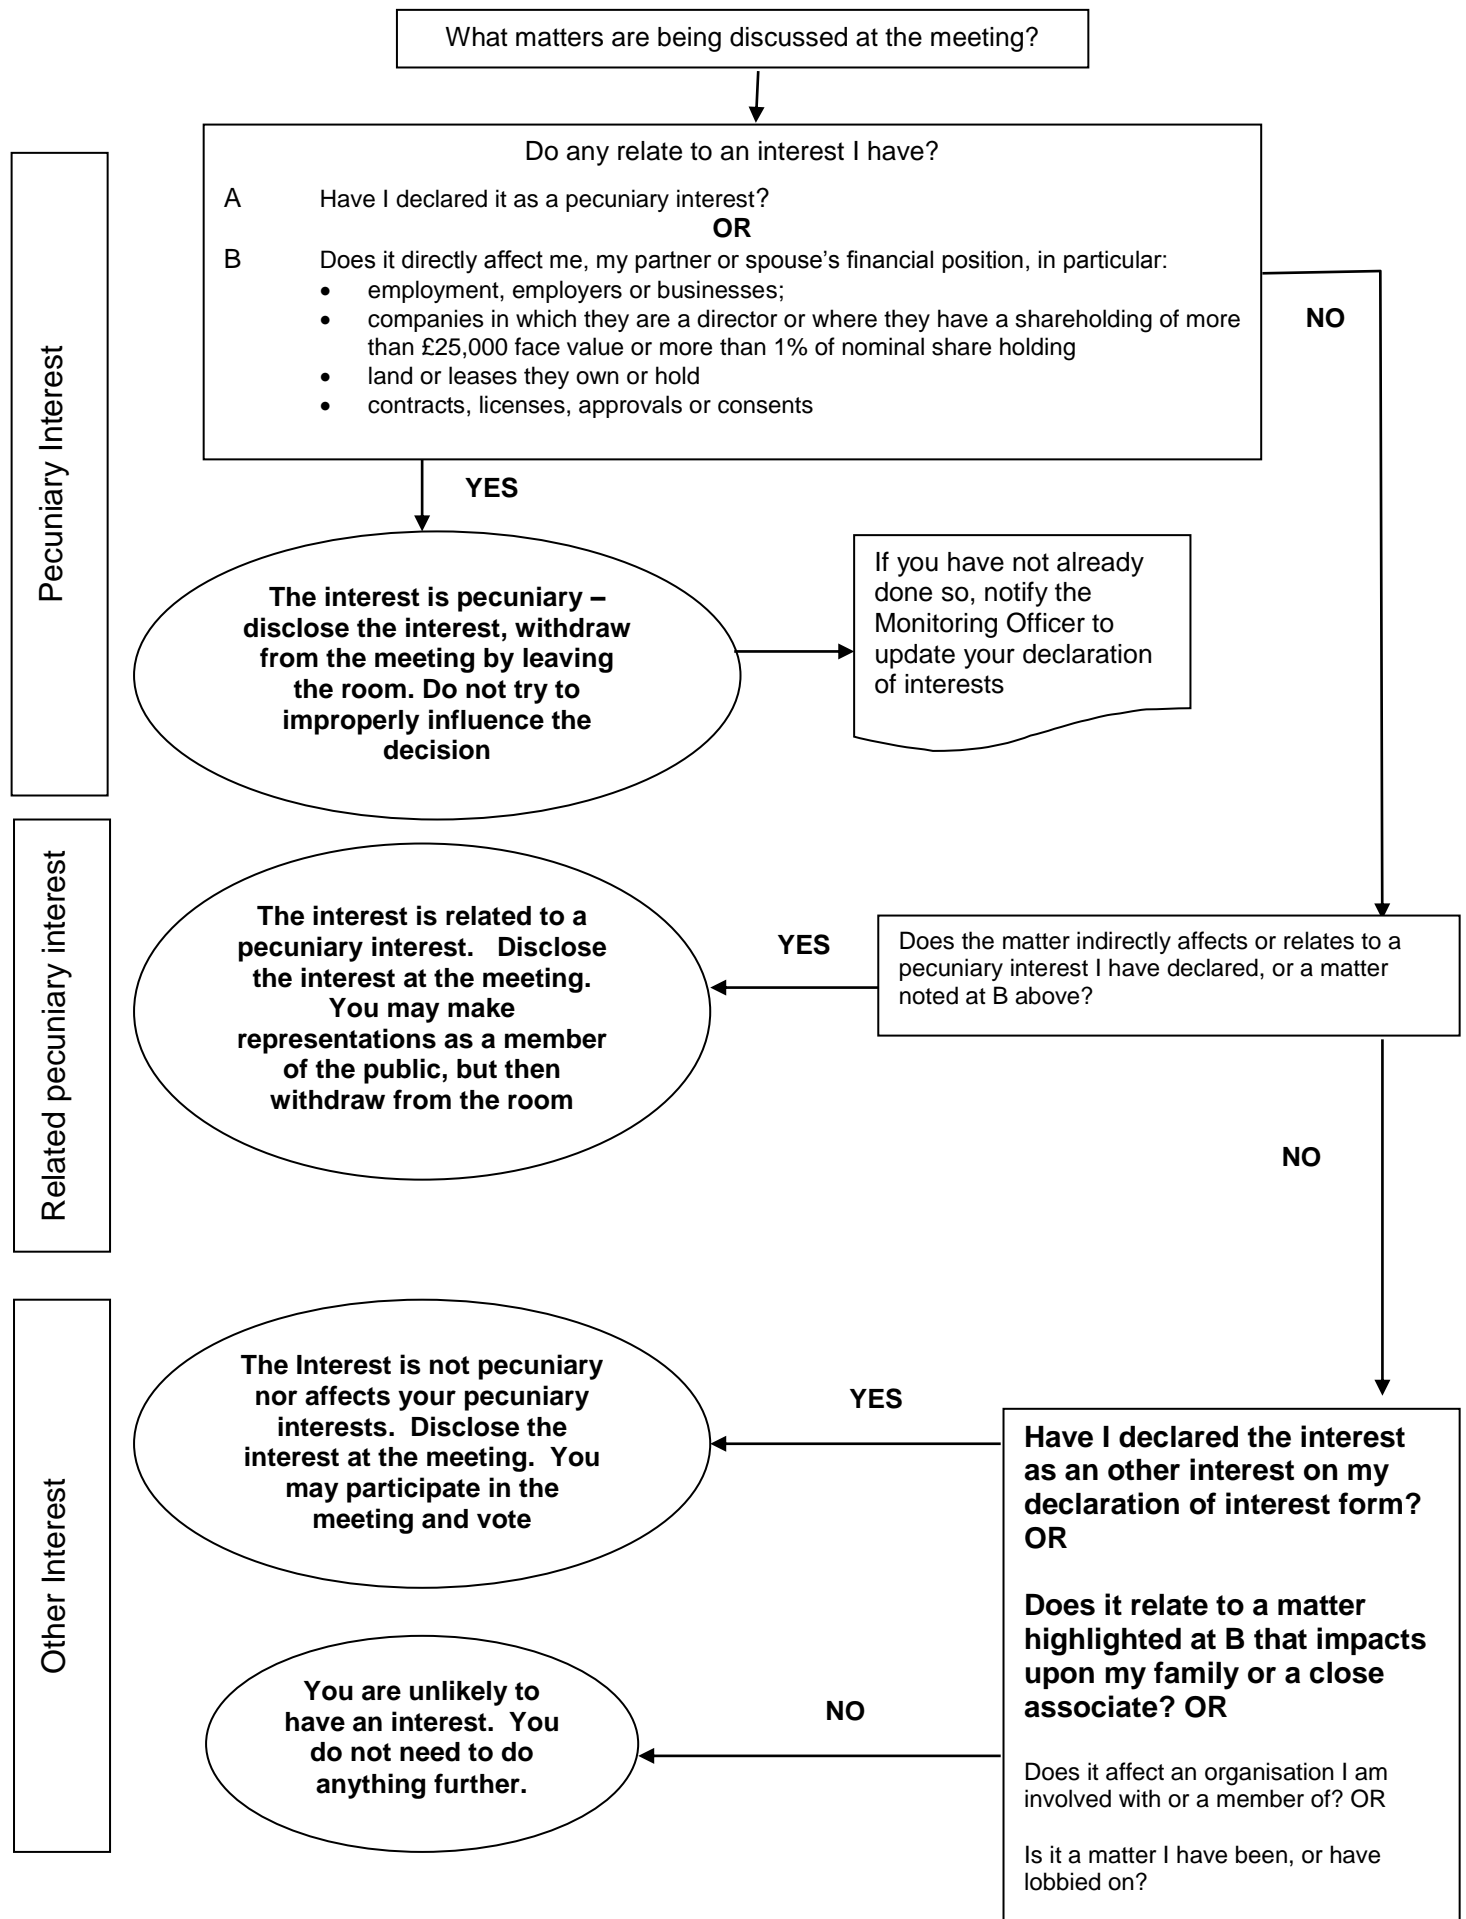 What matters are being discussed at the meeting?
Pecuniary Interest
Do any relate to an interest I have?
A Have I declared it as a pecuniary interest?
OR
B Does it directly affect me, my partner or spouse's financial position, in particular:
• employment, employers or businesses;
• companies in which they are a director or where they have a shareholding of more
than £25,000 face value or more than 1% of nominal share holding
• land or leases they own or hold
• contracts, licenses, approvals or consents
NO
YES
The interest is pecuniary –
disclose the interest, withdraw
from the meeting by leaving
the room. Do not try to
improperly influence the
decision
If you have not already
done so, notify the
Monitoring Officer to
update your declaration
of interests
Related pecuniary interest
The interest is related to a
pecuniary interest. Disclose
the interest at the meeting.
You may make
representations as a member
of the public, but then
withdraw from the room
YES
Does the matter indirectly affects or relates to a
pecuniary interest I have declared, or a matter
noted at B above?
NO
Other Interest
The Interest is not pecuniary
nor affects your pecuniary
interests. Disclose the
interest at the meeting. You
may participate in the
meeting and vote
YES
Have I declared the interest
as an other interest on my
declaration of interest form?
OR
Does it relate to a matter
highlighted at B that impacts
upon my family or a close
associate? OR
Does it affect an organisation I am
involved with or a member of? OR
Is it a matter I have been, or have
lobbied on?
NO
You are unlikely to
have an interest. You
do not need to do
anything further.